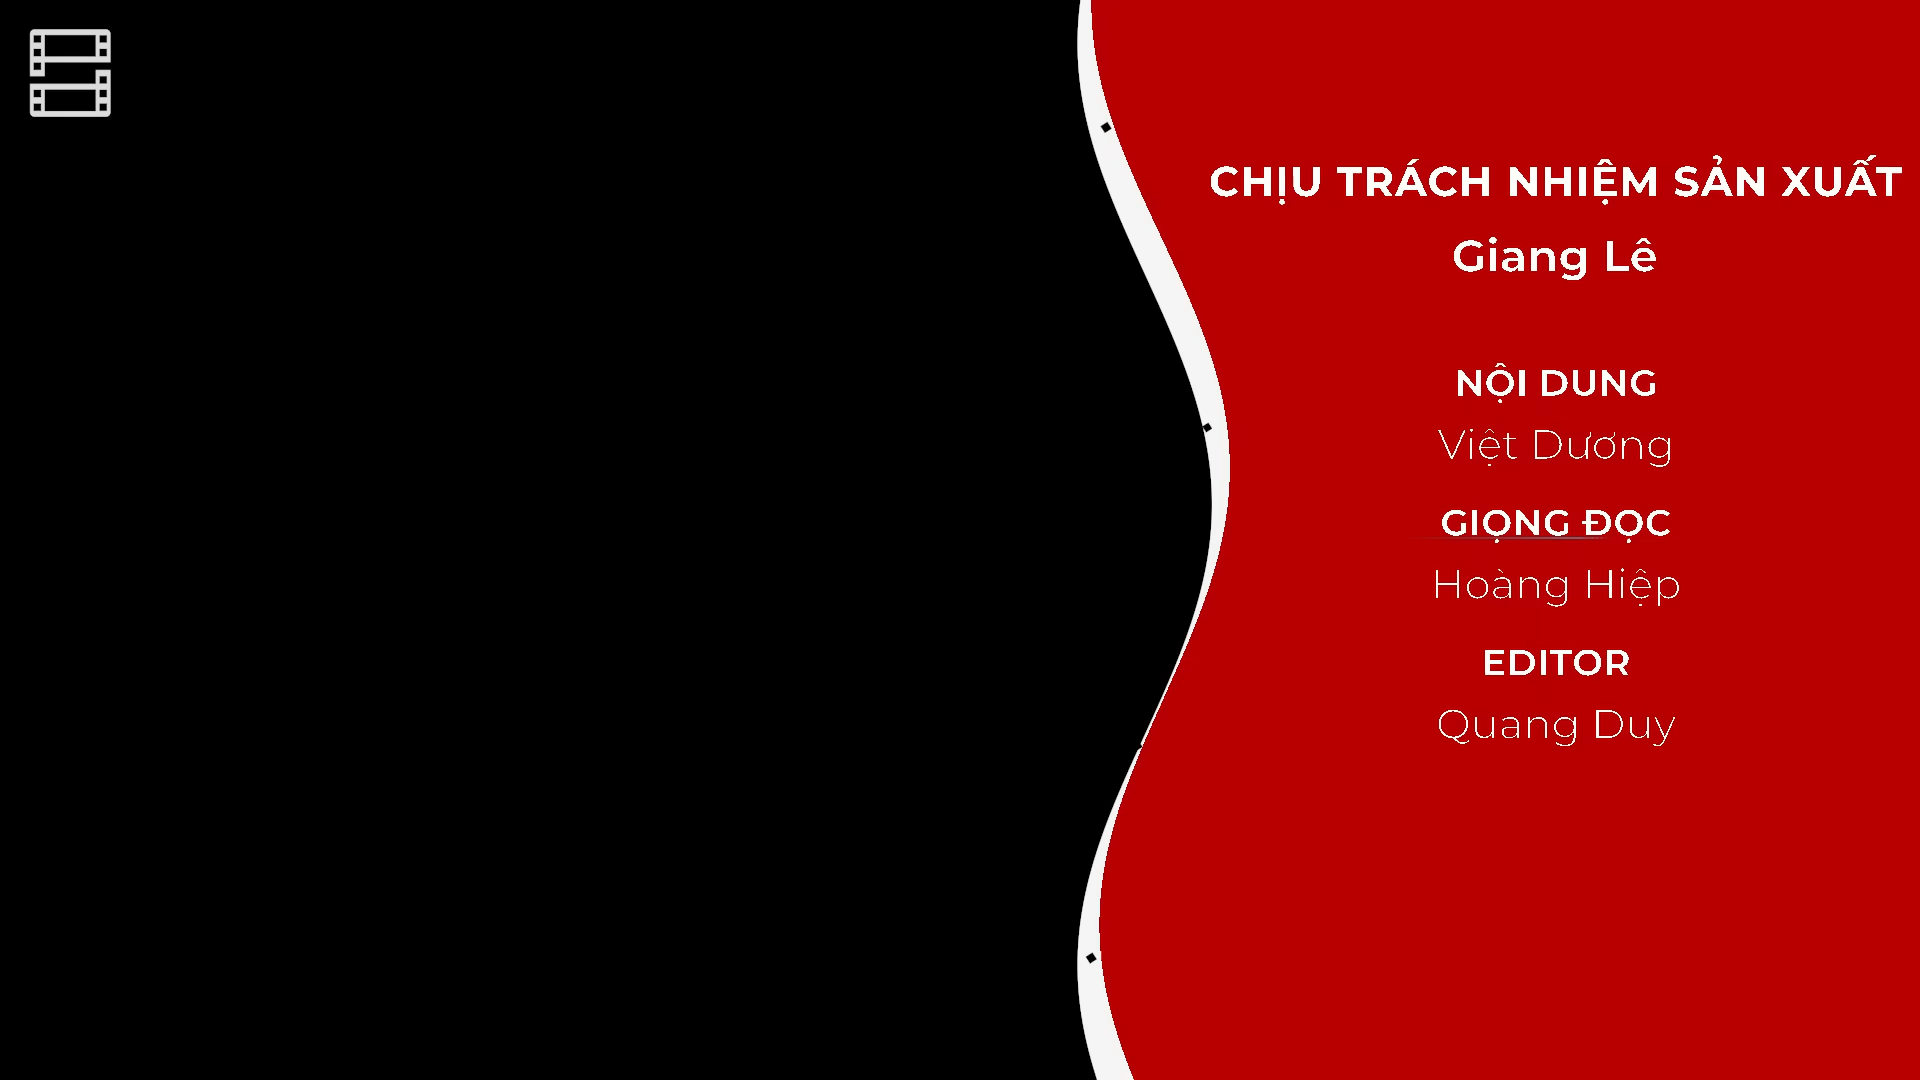 CHỊU TRÁCH NHIỆM SẢN XUẤT
Giang Lê
NỘI DUNG
Việt Dương
GIỌNG ĐỌC
Hoàng Hiệp
EDITOR
Quang Duy